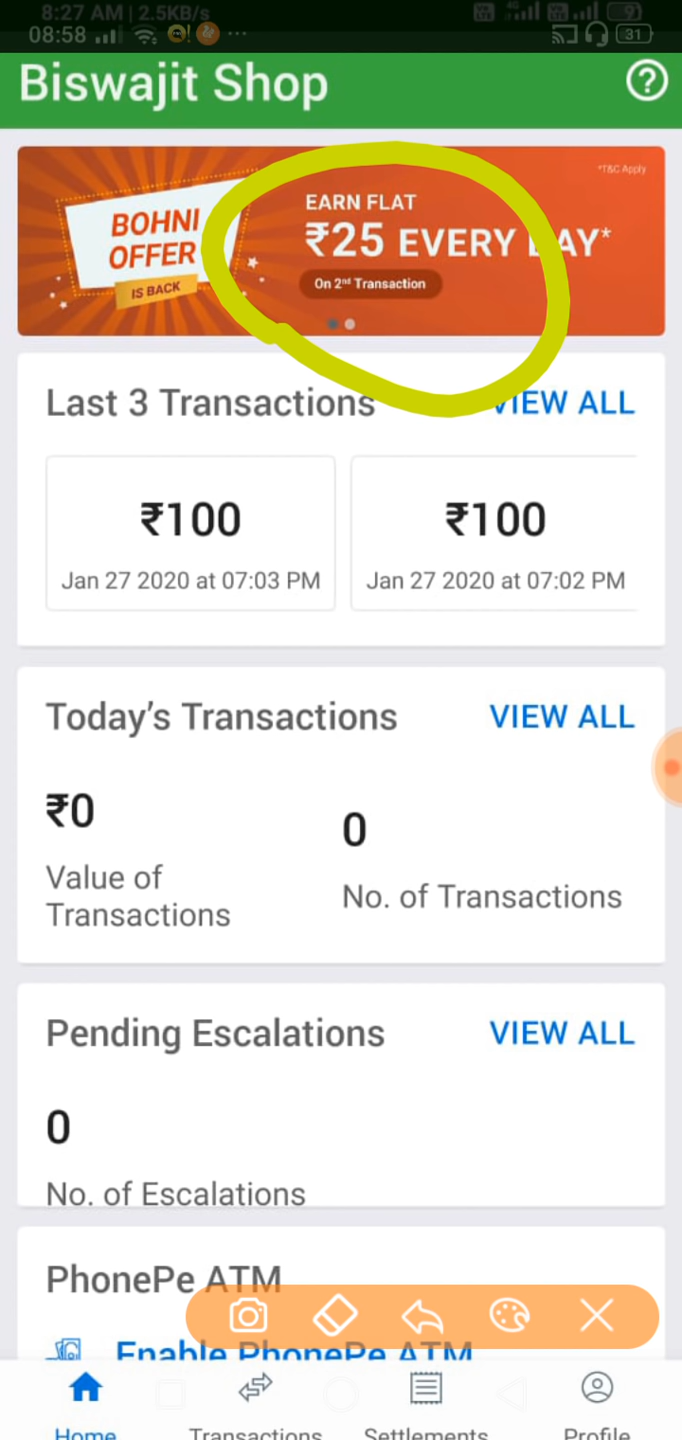 8:27 AM | 2.5KB/s
08:58
31
Biswajit Shop
*T&C Apply
BOHNI
OFFER
IS BACK
EARN FLAT
₹25 EVERY DAY*
On 2nd Transaction
Last 3 Transactions
VIEW ALL
₹100
₹100
Jan 27 2020 at 07:03 PM
Jan 27 2020 at 07:02 PM
Today's Transactions
VIEW ALL
₹0
0
Value of
Transactions
No. of Transactions
Pending Escalations
VIEW ALL
0
No. of Escalations
PhonePe ATM
Enable PhonePe ATM
Home
Transactions
Settlements
Profile